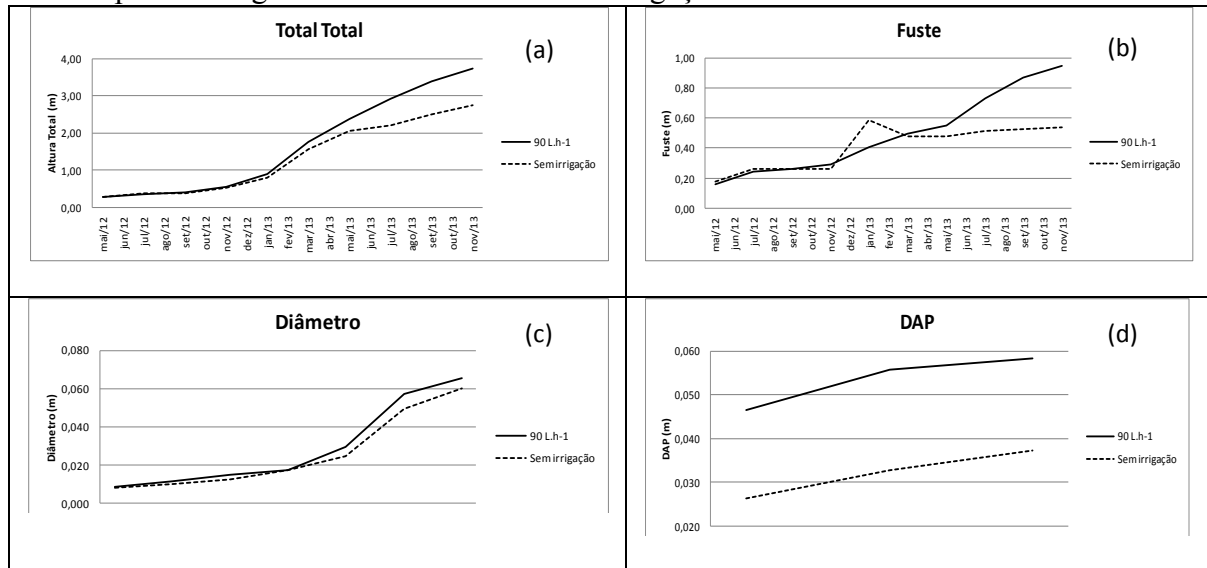 Total Total
(a)
4,00
3,00
2,00
1,00
0,00
Altura Total (m)
mai/12
jun/12
jul/12
ago/12
set/12
out/12
nov/12
dez/12
jan/13
fev/13
mar/13
abr/13
mai/13
jun/13
jul/13
ago/13
set/13
out/13
nov/13
90 L.h-1
Sem irrigação
Fuste
(b)
1,00
0,80
0,60
0,40
0,20
0,00
Fuste (m)
mai/12
jun/12
jul/12
ago/12
set/12
out/12
nov/12
dez/12
jan/13
fev/13
mar/13
abr/13
mai/13
jun/13
jul/13
ago/13
set/13
out/13
nov/13
90 L.h-1
Sem irrigação
Diâmetro
(c)
0,080
0,060
0,040
0,020
0,000
Diâmetro (m)
90 L.h-1
Sem irrigação
DAP
(d)
0,060
0,050
0,040
0,030
0,020
DAP (m)
90 L.h-1
Sem irrigação